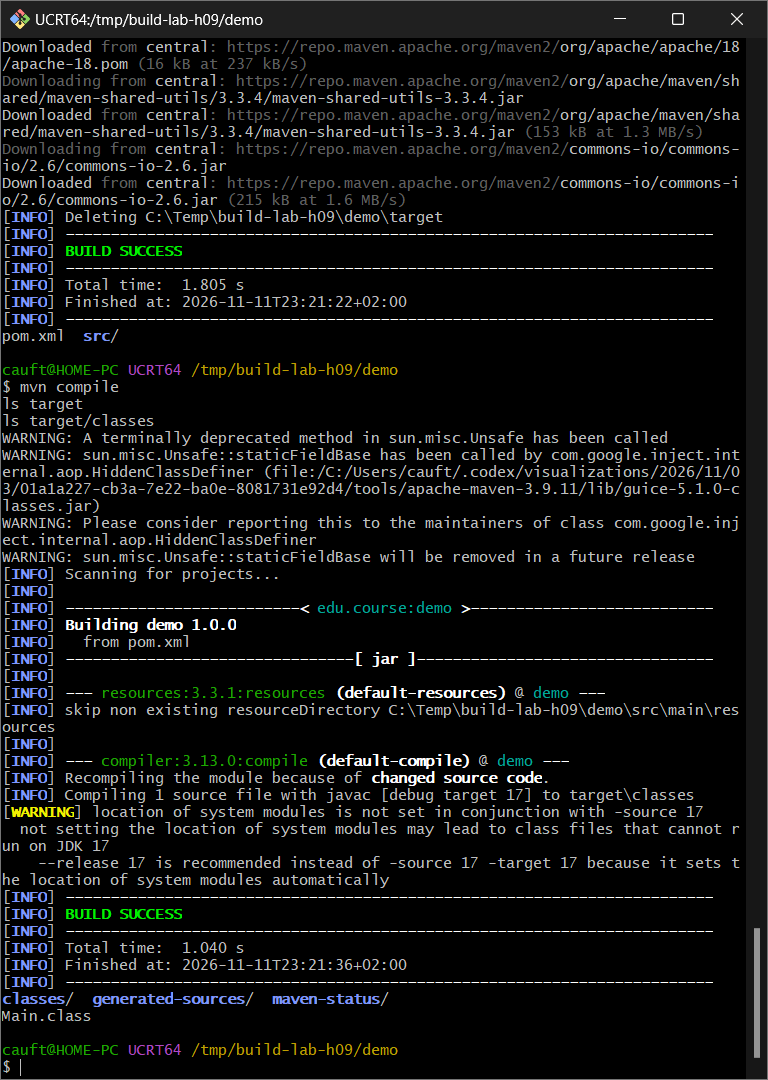 UCRT64:/tmp/build-lab-h09/demo
Downloaded from central: https://repo.maven.apache.org/maven2/org/apache/apache/18
/apache-18.pom (16 kB at 237 kB/s)
Downloading from central: https://repo.maven.apache.org/maven2/org/apache/maven/sh
ared/maven-shared-utils/3.3.4/maven-shared-utils-3.3.4.jar
Downloaded from central: https://repo.maven.apache.org/maven2/org/apache/maven/sha
red/maven-shared-utils/3.3.4/maven-shared-utils-3.3.4.jar (153 kB at 1.3 MB/s)
Downloading from central: https://repo.maven.apache.org/maven2/commons-io/commons-
io/2.6/commons-io-2.6.jar
Downloaded from central: https://repo.maven.apache.org/maven2/commons-io/commons-i
o/2.6/commons-io-2.6.jar (215 kB at 1.6 MB/s)
[INFO] Deleting C:\Temp\build-lab-h09\demo\target
[INFO] ------------------------------------------------------------------------
[INFO] BUILD SUCCESS
[INFO] ------------------------------------------------------------------------
[INFO] Total time:  1.805 s
[INFO] Finished at: 2026-11-11T23:21:22+02:00
[INFO] ------------------------------------------------------------------------
pom.xml  src/
cauft@HOME-PC UCRT64 /tmp/build-lab-h09/demo
$ mvn compile
ls target
ls target/classes
WARNING: A terminally deprecated method in sun.misc.Unsafe has been called
WARNING: sun.misc.Unsafe::staticFieldBase has been called by com.google.inject.int
ernal.aop.HiddenClassDefiner (file:/C:/Users/cauft/.codex/visualizations/2026/11/0
3/01a1a227-cb3a-7e22-ba0e-8081731e92d4/tools/apache-maven-3.9.11/lib/guice-5.1.0-c
lasses.jar)
WARNING: Please consider reporting this to the maintainers of class com.google.inj
ect.internal.aop.HiddenClassDefiner
WARNING: sun.misc.Unsafe::staticFieldBase will be removed in a future release
[INFO] Scanning for projects...
[INFO]
[INFO] --------------------------< edu.course:demo >---------------------------
[INFO] Building demo 1.0.0
[INFO]   from pom.xml
[INFO] --------------------------------[ jar ]---------------------------------
[INFO]
[INFO] --- resources:3.3.1:resources (default-resources) @ demo ---
[INFO] skip non existing resourceDirectory C:\Temp\build-lab-h09\demo\src\main\res
ources
[INFO]
[INFO] --- compiler:3.13.0:compile (default-compile) @ demo ---
[INFO] Recompiling the module because of changed source code.
[INFO] Compiling 1 source file with javac [debug target 17] to target\classes
[WARNING] location of system modules is not set in conjunction with -source 17
  not setting the location of system modules may lead to class files that cannot r
un on JDK 17
    --release 17 is recommended instead of -source 17 -target 17 because it sets t
he location of system modules automatically
[INFO] ------------------------------------------------------------------------
[INFO] BUILD SUCCESS
[INFO] ------------------------------------------------------------------------
[INFO] Total time:  1.040 s
[INFO] Finished at: 2026-11-11T23:21:36+02:00
[INFO] ------------------------------------------------------------------------
classes/  generated-sources/  maven-status/
Main.class
cauft@HOME-PC UCRT64 /tmp/build-lab-h09/demo
$